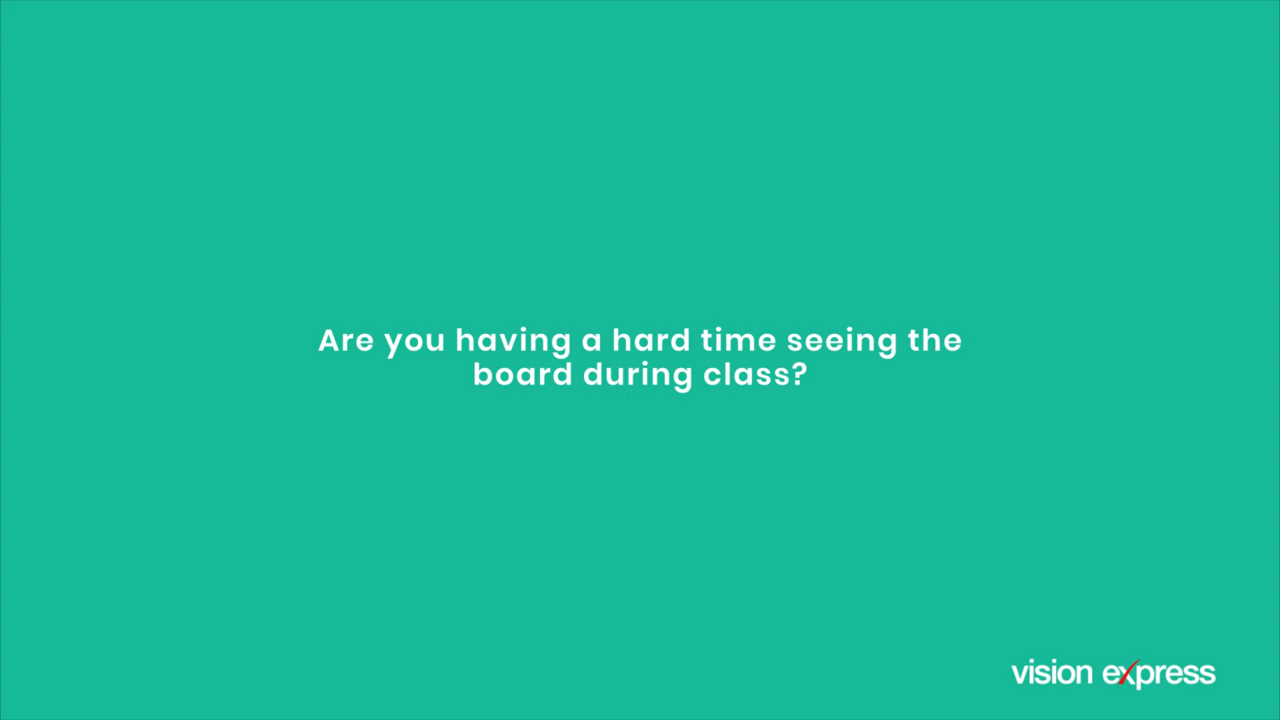 Are you having a hard time seeing the
board during class?
vision express